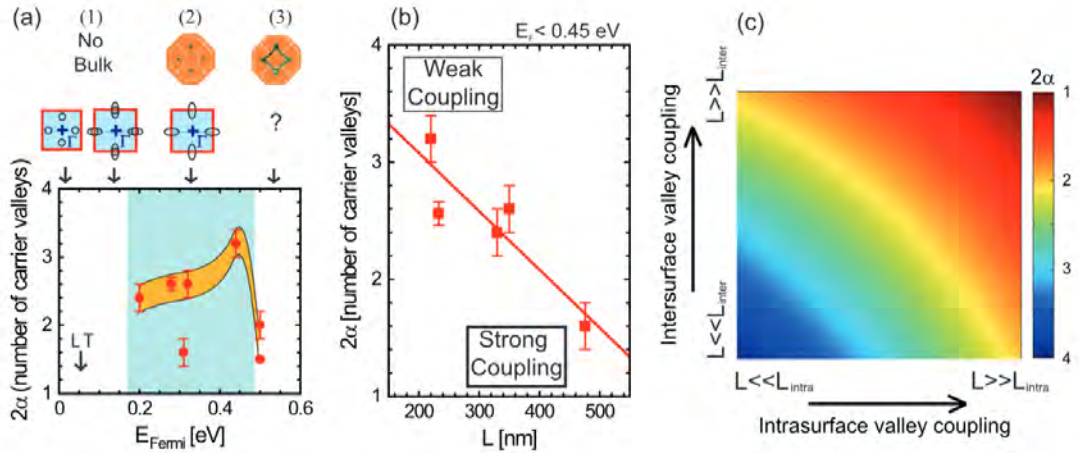 (a)
(1)
(2)
(3)
No
Bulk
?
Γ
Γ
Γ
2α (number of carrier valleys)
4
3
2
1
LT
0
0.2
0.4
0.6
E_Fermi [eV]
(b)
E_r < 0.45 eV
2α [number of carrier valleys)
4
3
2
1
Weak
Coupling
Strong
Coupling
200
300
400
500
L [nm]
(c)
Intersurface valley coupling
L>>L_inter
L<<L_inter
2α
1
2
3
4
L<<L_intra
L>>L_intra
Intrasurface valley coupling